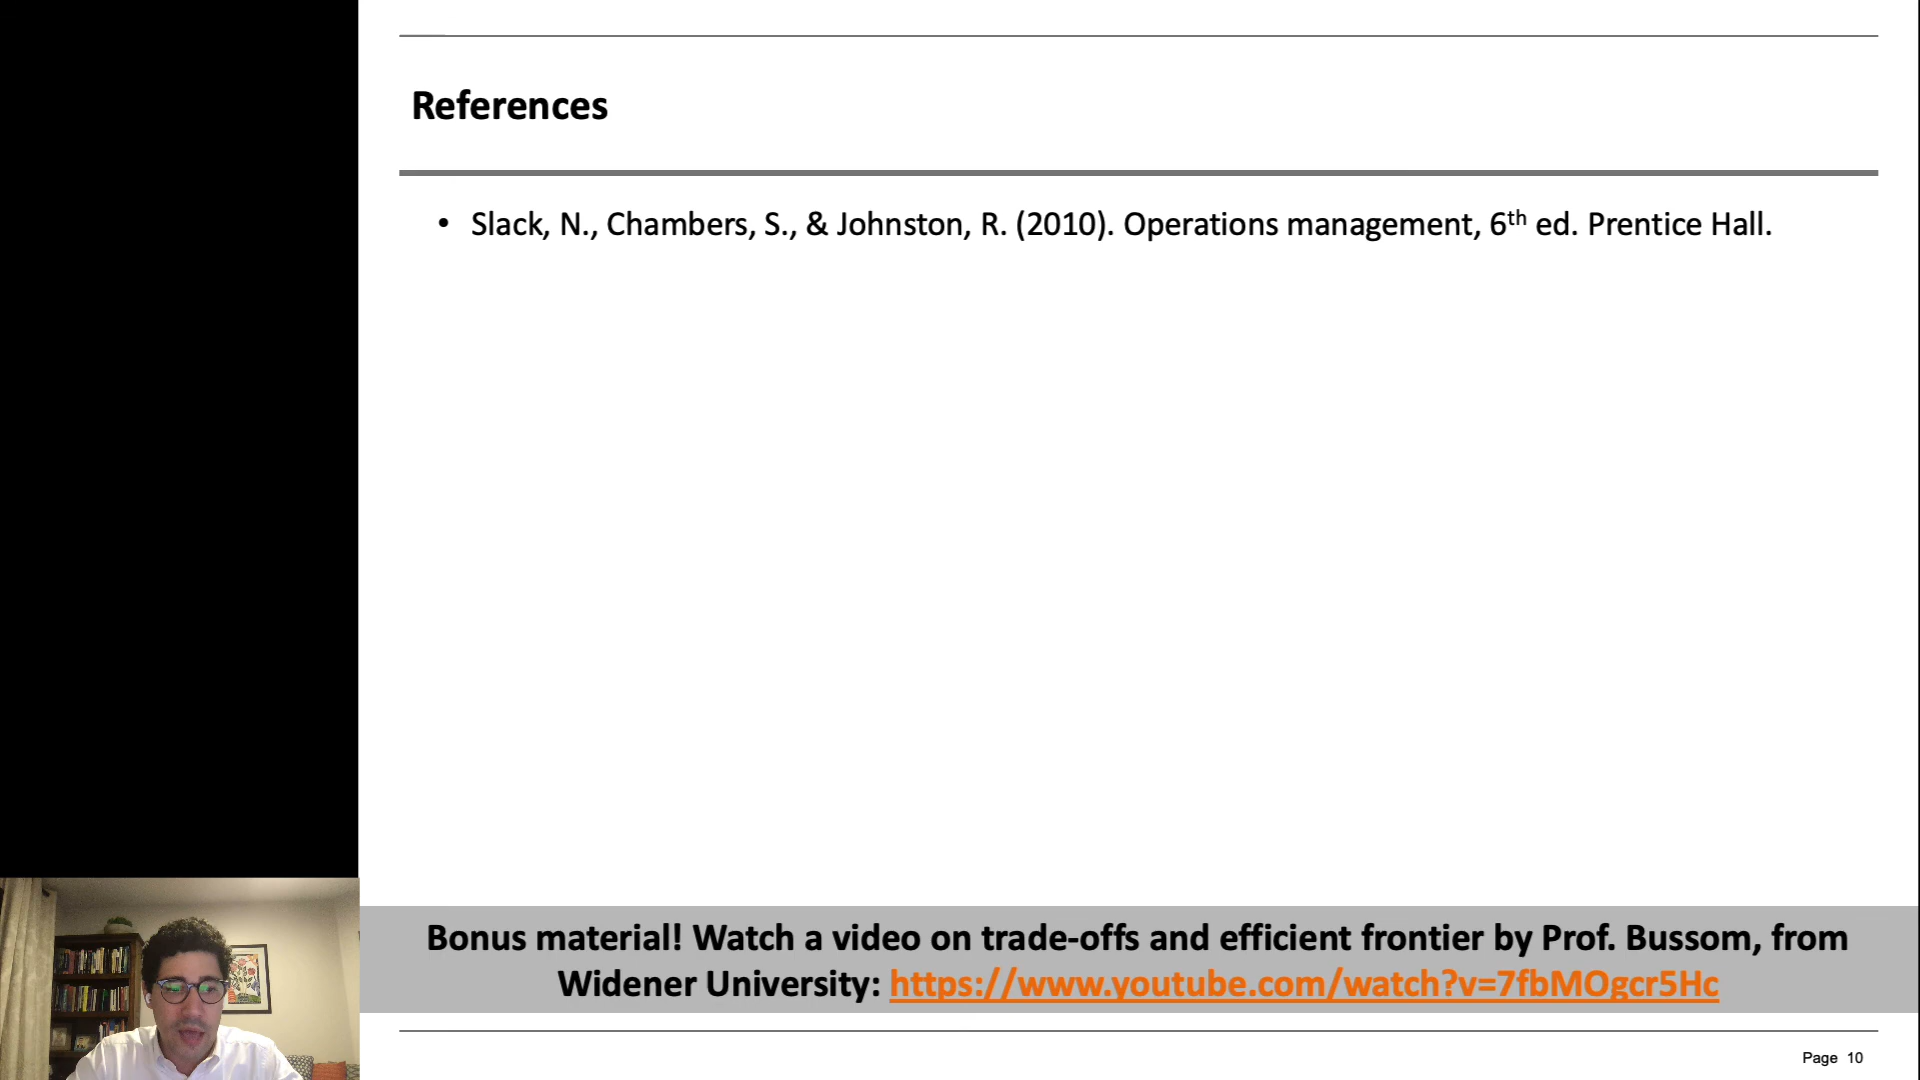 References
• Slack, N., Chambers, S., & Johnston, R. (2010). Operations management, 6th ed. Prentice Hall.
Bonus material! Watch a video on trade-offs and efficient frontier by Prof. Bussom, from
Widener University: https://www.youtube.com/watch?v=7fbMOgcr5Hc
Page 10